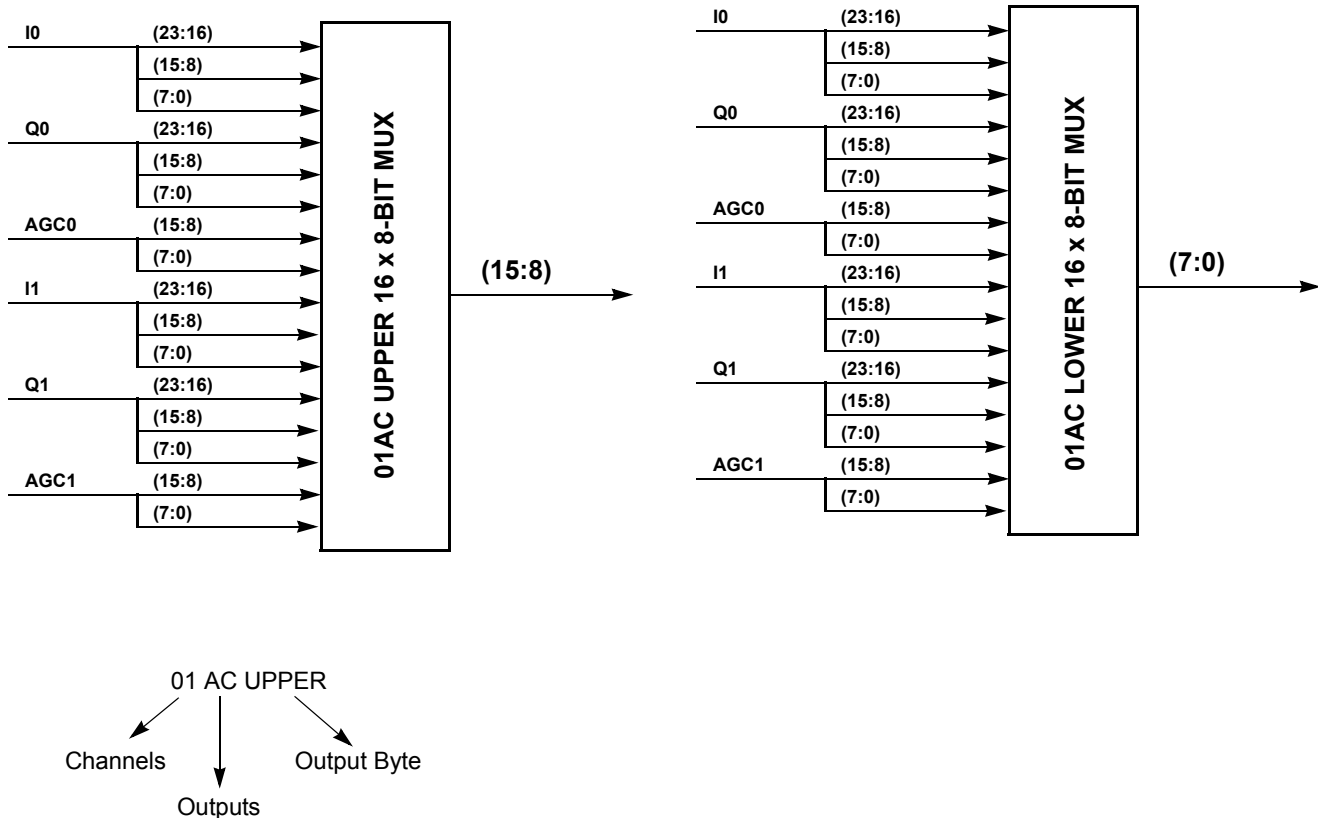 I0 (23:16)
(15:8)
(7:0)
Q0 (23:16)
(15:8)
(7:0)
AGC0 (15:8)
(7:0)
I1 (23:16)
(15:8)
(7:0)
Q1 (23:16)
(15:8)
(7:0)
AGC1 (15:8)
(7:0)
01AC UPPER 16 x 8-BIT MUX
(15:8)
I0 (23:16)
(15:8)
(7:0)
Q0 (23:16)
(15:8)
(7:0)
AGC0 (15:8)
(7:0)
I1 (23:16)
(15:8)
(7:0)
Q1 (23:16)
(15:8)
(7:0)
AGC1 (15:8)
(7:0)
01AC LOWER 16 x 8-BIT MUX
(7:0)
01 AC UPPER
Channels
Output Byte
Outputs